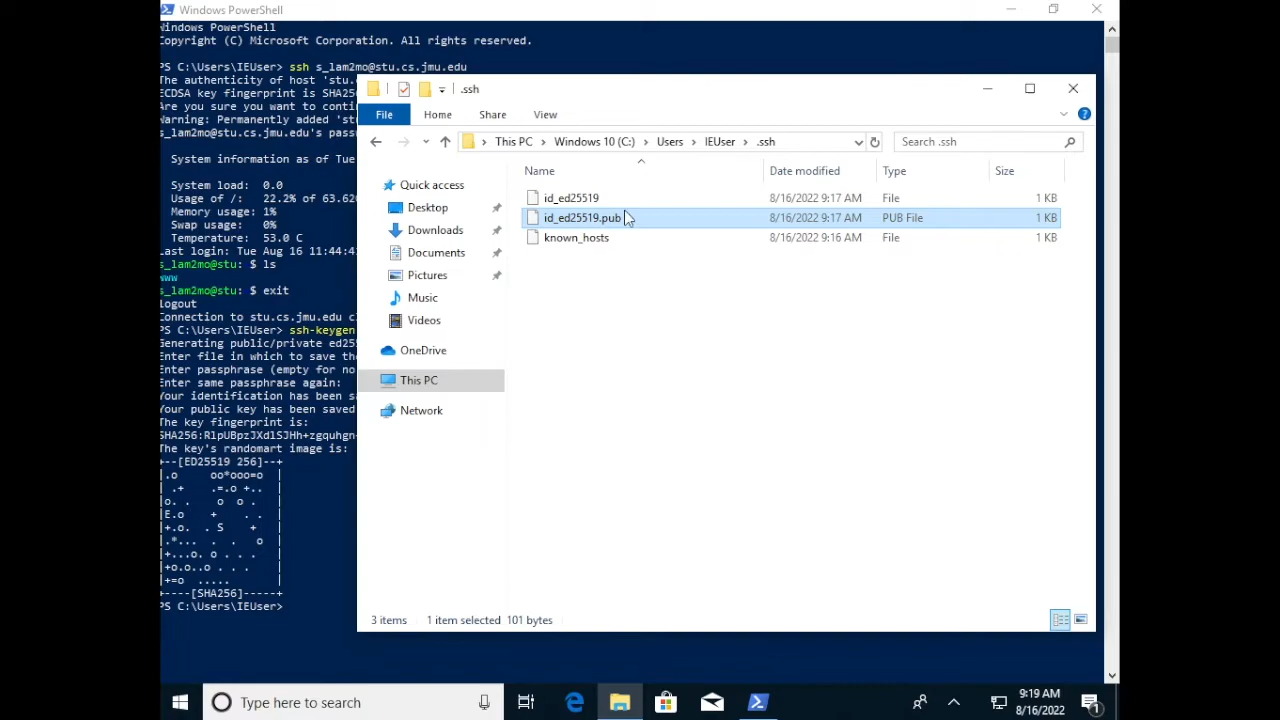 Windows PowerShell
Windows PowerShell
Copyright (C) Microsoft Corporation. All rights reserved.
PS C:\Users\IEUser> ssh s_lam2mo@stu.cs.jmu.edu
The authenticity of host 'stu.
ECDSA key fingerprint is SHA256
Are you sure you want to conti
Warning: Permanently added 'st
s_lam2mo@stu.cs.jmu.edu's pass
System information as of Tue
System load: 0.0
Usage of /: 22.2% of 63.62
Memory usage: 1%
Swap usage: 0%
Temperature: 53.0 C
Last login: Tue Aug 16 11:44:4
s_lam2mo@stu: $ ls
www
s_lam2mo@stu: $ exit
logout
Connection to stu.cs.jmu.edu c
PS C:\Users\IEUser> ssh-keygen
Generating public/private ed25
Enter file in which to save the
Enter passphrase (empty for no
Enter same passphrase again:
Your identification has been s
Your public key has been saved
The key fingerprint is:
The key's randomart image is:
+--[ED25519 256]--+
|.o oo*ooo=o |
| .+ .=.o +.. |
|o. . o o . |
|E.o + . . |
|+.o. . S + |
|.*... . . o |
|+...o. o . . . |
|+o.o..o . . . |
|+=o ..... |
+----[SHA256]-----+
PS C:\Users\IEUser>
.ssh
File Home Share View
This PC Windows 10 (C:) Users IEUser .ssh
Search .ssh
Name Date modified Type Size
id_ed25519 8/16/2022 9:17 AM File 1 KB
id_ed25519.pub 8/16/2022 9:17 AM PUB File 1 KB
known_hosts 8/16/2022 9:16 AM File 1 KB
Quick access
Desktop
Downloads
Documents
Pictures
Music
Videos
OneDrive
This PC
Network
3 items 1 item selected 101 bytes
Type here to search
9:19 AM
8/16/2022
1